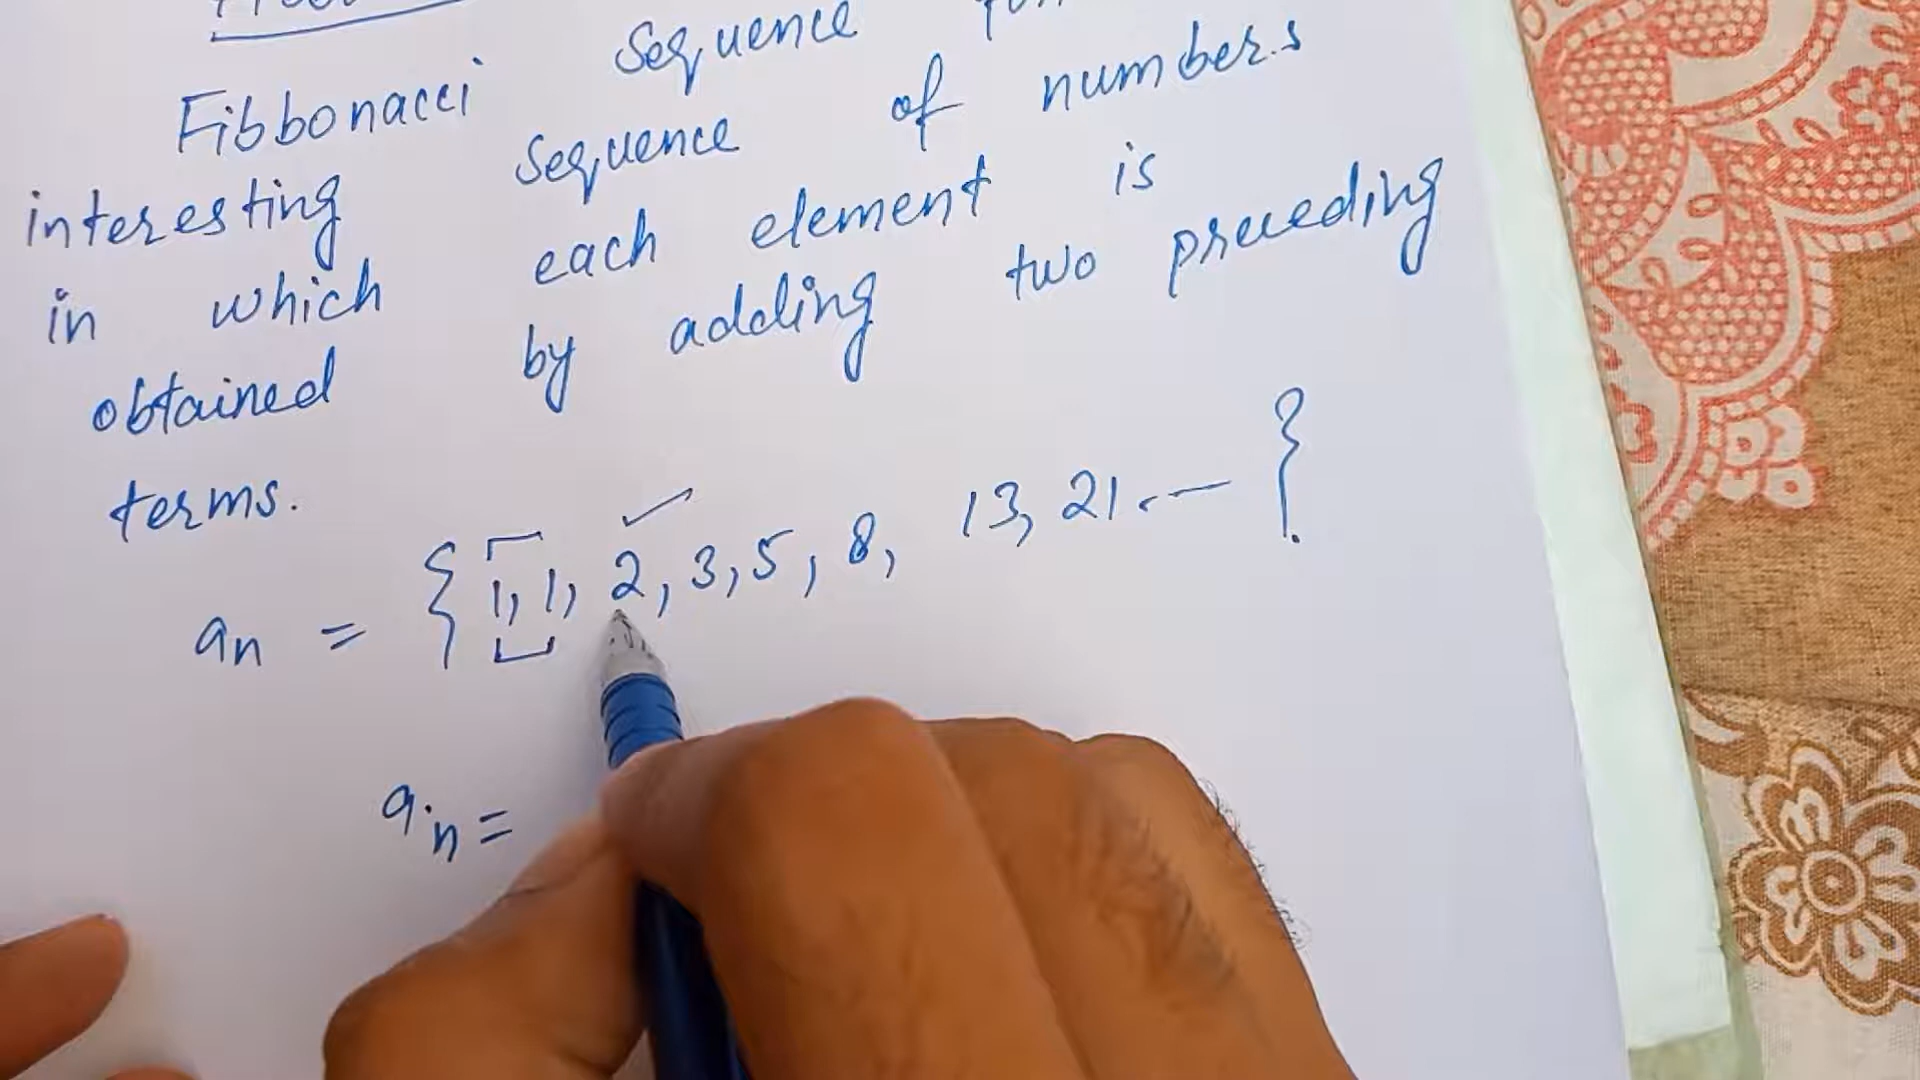 Fibbonacci sequence
interesting sequence of numbers
in which each element is
obtained by adding two preceding
terms.
an = { 1, 1, 2, 3, 5, 8, 13, 21.-- }.
an =